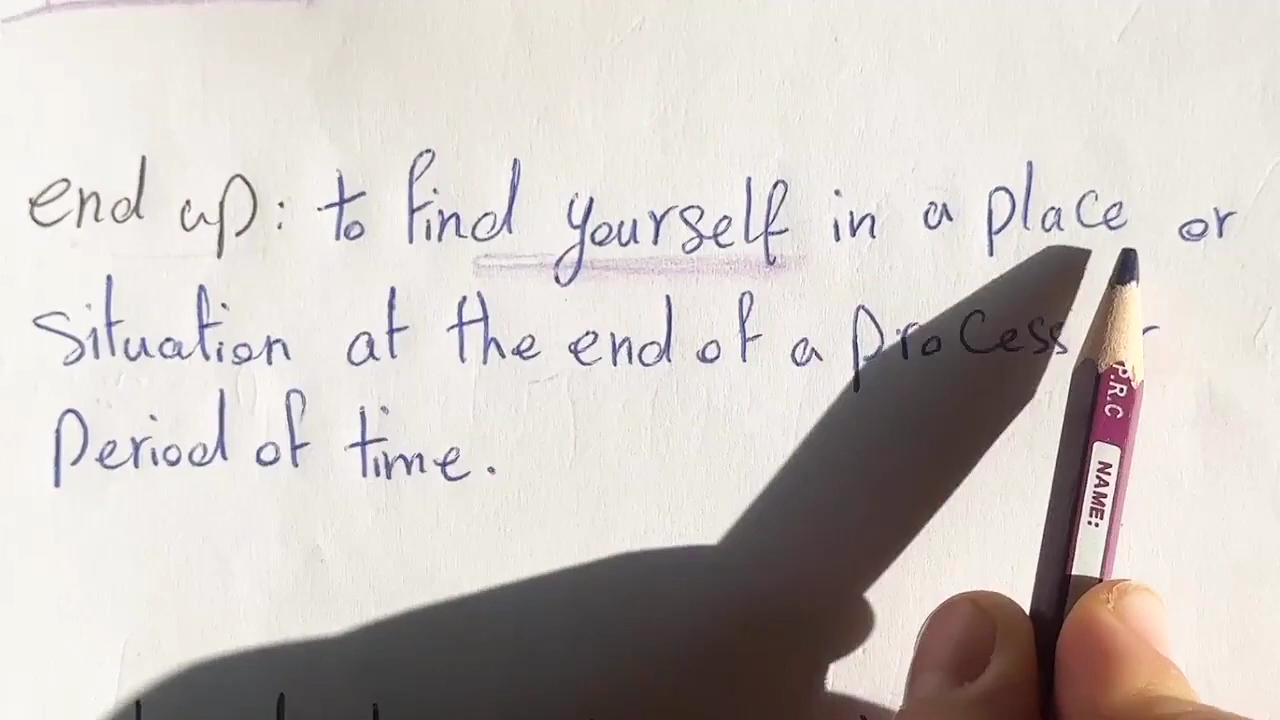 end up: to find yourself in a place or
situation at the end of a process
Period of time.
P.R.C
NAME: